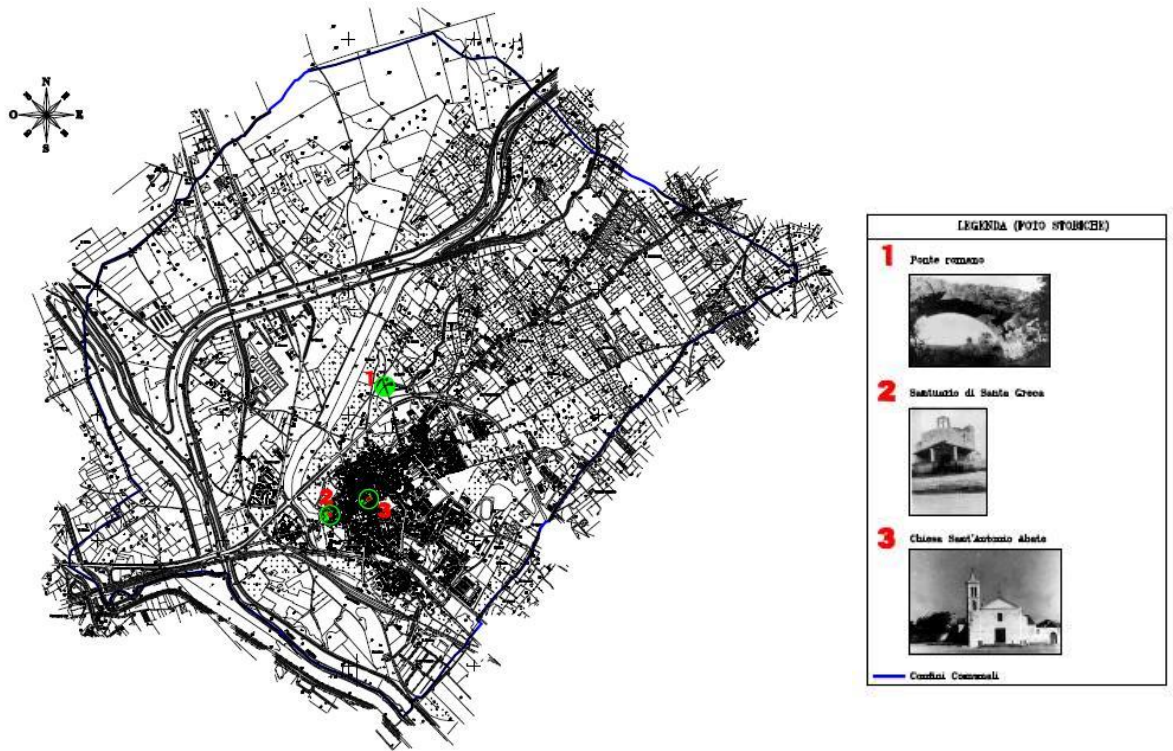 N
O E
S
1
2
3
LEGENDA (FOTO STORICHE)
1 Ponte romano
2 Santuario di Santa Greca
3 Chiesa Sant'Antonio Abate
Confini Comunali